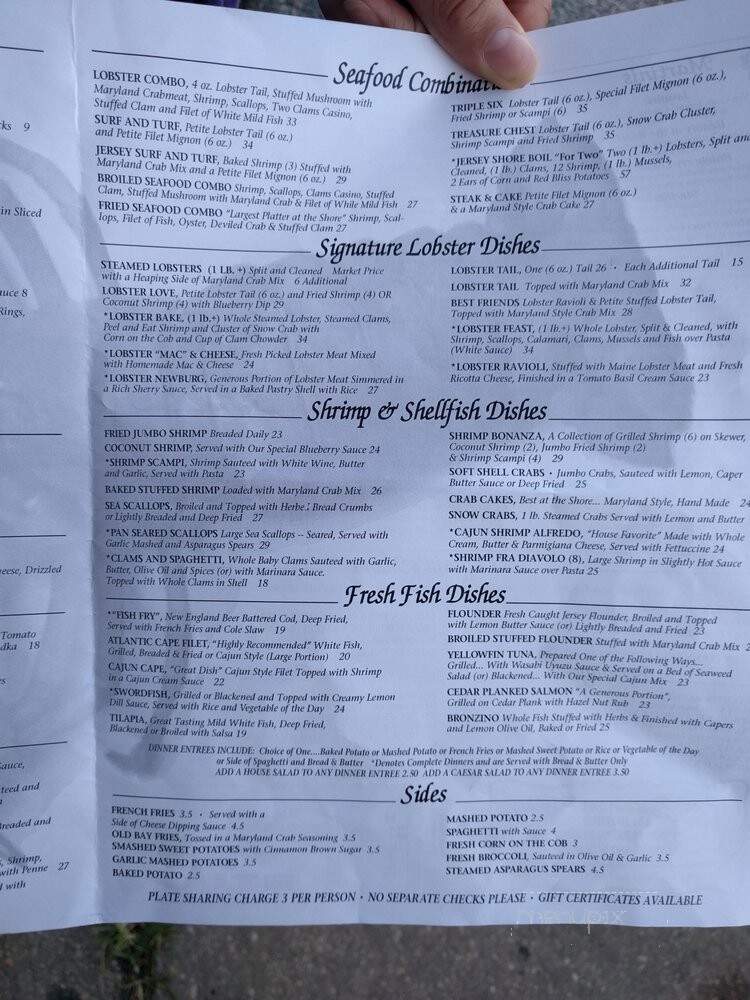 cks 9
in Sliced
auce 8
Rings,
heese, Drizzled
Tomato
dka 18
Sauce,
teed and
Breaded and
, Shrimp,
with Penne 27
d with
Seafood Combinat
LOBSTER COMBO, 4 oz. Lobster Tail, Stuffed Mushroom with
Maryland Crabmeat, Shrimp, Scallops, Two Clams Casino,
Stuffed Clam and Filet of White Mild Fish 33
SURF AND TURF, Petite Lobster Tail (6 oz.)
and Petite Filet Mignon (6 oz.) 34
JERSEY SURF AND TURF, Baked Shrimp (3) Stuffed with
Maryland Crab Mix and a Petite Filet Mignon (6 oz.) 29
BROILED SEAFOOD COMBO Shrimp, Scallops, Clams Casino, Stuffed
Clam, Stuffed Mushroom with Maryland Crab & Filet of White Mild Fish 27
FRIED SEAFOOD COMBO "Largest Platter at the Shore" Shrimp, Scal-
lops, Filet of Fish, Oyster, Deviled Crab & Stuffed Clam 27
TRIPLE SIX Lobster Tail (6 oz.), Special Filet Mignon (6 oz.),
Fried Shrimp or Scampi (6) 35
TREASURE CHEST Lobster Tail (6 oz.), Snow Crab Cluster,
Shrimp Scampi and Fried Shrimp 35
*JERSEY SHORE BOIL "For Two" Two (1 lb.+) Lobsters, Split and
Cleaned, (1 lb.) Clams, 12 Shrimp, (1 lb.) Mussels,
2 Ears of Corn and Red Bliss Potatoes 57
STEAK & CAKE Petite Filet Mignon (6 oz.)
& a Maryland Style Crab Cake 27
Signature Lobster Dishes
STEAMED LOBSTERS (1 LB. +) Split and Cleaned Market Price
with a Heaping Side of Maryland Crab Mix 6 Additional
LOBSTER LOVE, Petite Lobster Tail (6 oz.) and Fried Shrimp (4) OR
Coconut Shrimp (4) with Blueberry Dip 29
*LOBSTER BAKE, (1 lb.+) Whole Steamed Lobster, Steamed Clams,
Peel and Eat Shrimp and Cluster of Snow Crab with
Corn on the Cob and Cup of Clam Chowder 34
*LOBSTER "MAC" & CHEESE, Fresh Picked Lobster Meat Mixed
with Homemade Mac & Cheese 24
*LOBSTER NEWBURG, Generous Portion of Lobster Meat Simmered in
a Rich Sherry Sauce, Served in a Baked Pastry Shell with Rice 27
LOBSTER TAIL, One (6 oz.) Tail 26 • Each Additional Tail 15
LOBSTER TAIL Topped with Maryland Crab Mix 32
BEST FRIENDS Lobster Ravioli & Petite Stuffed Lobster Tail,
Topped with Maryland Style Crab Mix 28
*LOBSTER FEAST, (1 lb.+) Whole Lobster, Split & Cleaned, with
Shrimp, Scallops, Calamari, Clams, Mussels and Fish over Pasta
(White Sauce) 34
*LOBSTER RAVIOLI, Stuffed with Maine Lobster Meat and Fresh
Ricotta Cheese, Finished in a Tomato Basil Cream Sauce 23
Shrimp & Shellfish Dishes
FRIED JUMBO SHRIMP Breaded Daily 23
COCONUT SHRIMP, Served with Our Special Blueberry Sauce 24
*SHRIMP SCAMPI, Shrimp Sauteed with White Wine, Butter
and Garlic, Served with Pasta 23
BAKED STUFFED SHRIMP Loaded with Maryland Crab Mix 26
SEA SCALLOPS, Broiled and Topped with Herbed Bread Crumbs
or Lightly Breaded and Deep Fried 27
*PAN SEARED SCALLOPS Large Sea Scallops -- Seared, Served with
Garlic Mashed and Asparagus Spears 29
*CLAMS AND SPAGHETTI, Whole Baby Clams Sauteed with Garlic,
Butter, Olive Oil and Spices (or) with Marinara Sauce.
Topped with Whole Clams in Shell 18
SHRIMP BONANZA, A Collection of Grilled Shrimp (6) on Skewer,
Coconut Shrimp (2), Jumbo Fried Shrimp (2)
& Shrimp Scampi (4) 29
SOFT SHELL CRABS • Jumbo Crabs, Sauteed with Lemon, Caper
Butter Sauce or Deep Fried 25
CRAB CAKES, Best at the Shore... Maryland Style, Hand Made 24
SNOW CRABS, 1 lb. Steamed Crabs Served with Lemon and Butter
*CAJUN SHRIMP ALFREDO, "House Favorite" Made with Whole
Cream, Butter & Parmigiana Cheese, Served with Fettuccine 24
*SHRIMP FRA DIAVOLO (8), Large Shrimp in Slightly Hot Sauce
with Marinara Sauce over Pasta 25
Fresh Fish Dishes
*"FISH FRY", New England Beer Battered Cod, Deep Fried,
Served with French Fries and Cole Slaw 19
ATLANTIC CAPE FILET, "Highly Recommended" White Fish,
Grilled, Breaded & Fried or Cajun Style (Large Portion) 20
CAJUN CAPE, "Great Dish" Cajun Style Filet Topped with Shrimp
in a Cajun Cream Sauce 22
*SWORDFISH, Grilled or Blackened and Topped with Creamy Lemon
Dill Sauce, Served with Rice and Vegetable of the Day 24
TILAPIA, Great Tasting Mild White Fish, Deep Fried,
Blackened or Broiled with Salsa 19
FLOUNDER Fresh Caught Jersey Flounder, Broiled and Topped
with Lemon Butter Sauce (or) Lightly Breaded and Fried 23
BROILED STUFFED FLOUNDER Stuffed with Maryland Crab Mix 2
YELLOWFIN TUNA, Prepared One of the Following Ways...
Grilled... With Wasabi Uyuzu Sauce & Served on a Bed of Seaweed
Salad (or) Blackened... With Our Special Cajun Mix 23
CEDAR PLANKED SALMON "A Generous Portion",
Grilled on Cedar Plank with Hazel Nut Rub 23
BRONZINO Whole Fish Stuffed with Herbs & Finished with Capers
and Lemon Olive Oil, Baked or Fried 25
DINNER ENTREES INCLUDE: Choice of One....Baked Potato or Mashed Potato or French Fries or Mashed Sweet Potato or Rice or Vegetable of the Day
or Side of Spaghetti and Bread & Butter *Denotes Complete Dinners and are Served with Bread & Butter Only
ADD A HOUSE SALAD TO ANY DINNER ENTREE 2.50 ADD A CAESAR SALAD TO ANY DINNER ENTREE 3.50
Sides
FRENCH FRIES 3.5 • Served with a
Side of Cheese Dipping Sauce 4.5
OLD BAY FRIES, Tossed in a Maryland Crab Seasoning 3.5
SMASHED SWEET POTATOES with Cinnamon Brown Sugar 3.5
GARLIC MASHED POTATOES 3.5
BAKED POTATO 2.5
MASHED POTATO 2.5
SPAGHETTI with Sauce 4
FRESH CORN ON THE COB 3
FRESH BROCCOLI, Sauteed in Olive Oil & Garlic 3.5
STEAMED ASPARAGUS SPEARS 4.5
PLATE SHARING CHARGE 3 PER PERSON • NO SEPARATE CHECKS PLEASE • GIFT CERTIFICATES AVAILABLE
menupix